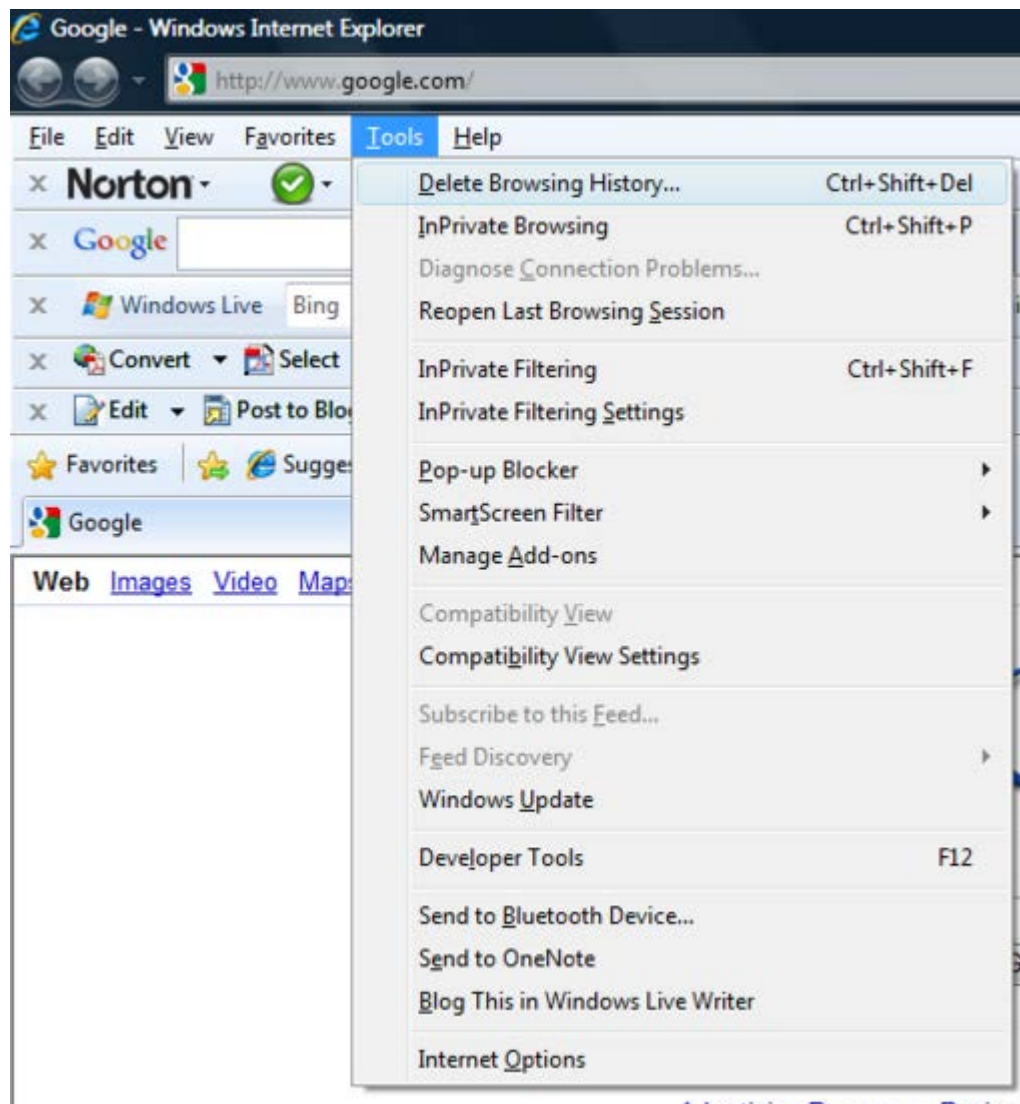 Google - Windows Internet Explorer
http://www.google.com/
File Edit View Favorites Tools Help
Norton
Google
Windows Live Bing
Convert Select
Edit Post to
Favorites
Google
Web Images Video
Delete Browsing History... Ctrl+Shift+Del
InPrivate Browsing Ctrl+Shift+P
Diagnose Connection Problems...
Reopen Last Browsing Session
InPrivate Filtering Ctrl+Shift+F
InPrivate Filtering Settings
Pop-up Blocker
SmartScreen Filter
Manage Add-ons
Compatibility View
Compatibility View Settings
Subscribe to this Feed...
Feed Discovery
Windows Update
Developer Tools F12
Send to Bluetooth Device...
Send to OneNote
Blog This in Windows Live Writer
Internet Options